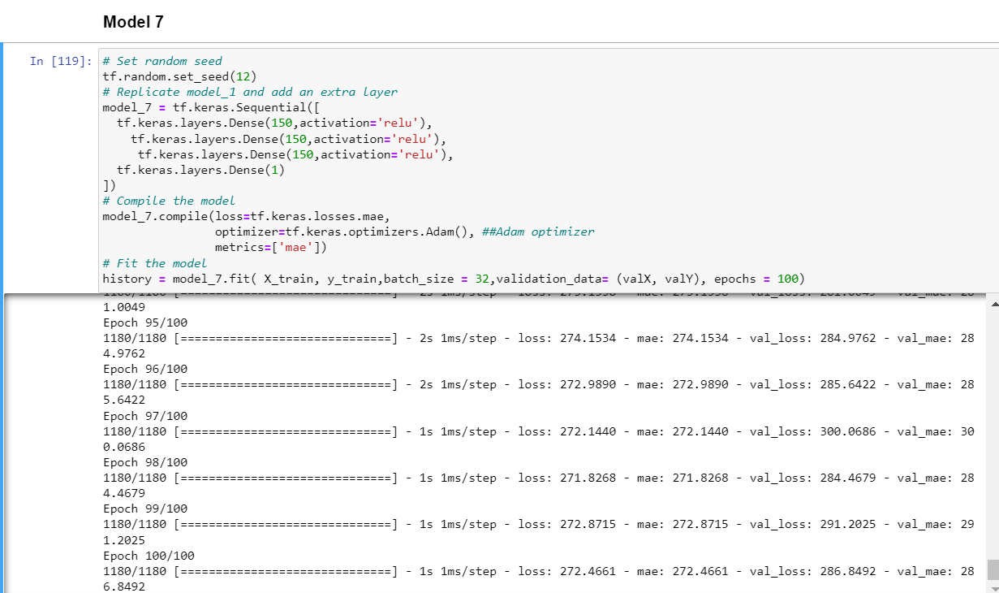 Model 7
In [119]:
# Set random seed
tf.random.set_seed(12)
# Replicate model_1 and add an extra layer
model_7 = tf.keras.Sequential([
  tf.keras.layers.Dense(150,activation='relu'),
    tf.keras.layers.Dense(150,activation='relu'),
     tf.keras.layers.Dense(150,activation='relu'),
  tf.keras.layers.Dense(1)
])
# Compile the model
model_7.compile(loss=tf.keras.losses.mae,
                optimizer=tf.keras.optimizers.Adam(), ##Adam optimizer
                metrics=['mae'])
# Fit the model
history = model_7.fit( X_train, y_train,batch_size = 32,validation_data= (valX, valY), epochs = 100)
1.0049
Epoch 95/100
1180/1180 [==============================] - 2s 1ms/step - loss: 274.1534 - mae: 274.1534 - val_loss: 284.9762 - val_mae: 28
4.9762
Epoch 96/100
1180/1180 [==============================] - 2s 1ms/step - loss: 272.9890 - mae: 272.9890 - val_loss: 285.6422 - val_mae: 28
5.6422
Epoch 97/100
1180/1180 [==============================] - 1s 1ms/step - loss: 272.1440 - mae: 272.1440 - val_loss: 300.0686 - val_mae: 30
0.0686
Epoch 98/100
1180/1180 [==============================] - 1s 1ms/step - loss: 271.8268 - mae: 271.8268 - val_loss: 284.4679 - val_mae: 28
4.4679
Epoch 99/100
1180/1180 [==============================] - 1s 1ms/step - loss: 272.8715 - mae: 272.8715 - val_loss: 291.2025 - val_mae: 29
1.2025
Epoch 100/100
1180/1180 [==============================] - 1s 1ms/step - loss: 272.4661 - mae: 272.4661 - val_loss: 286.8492 - val_mae: 28
6.8492